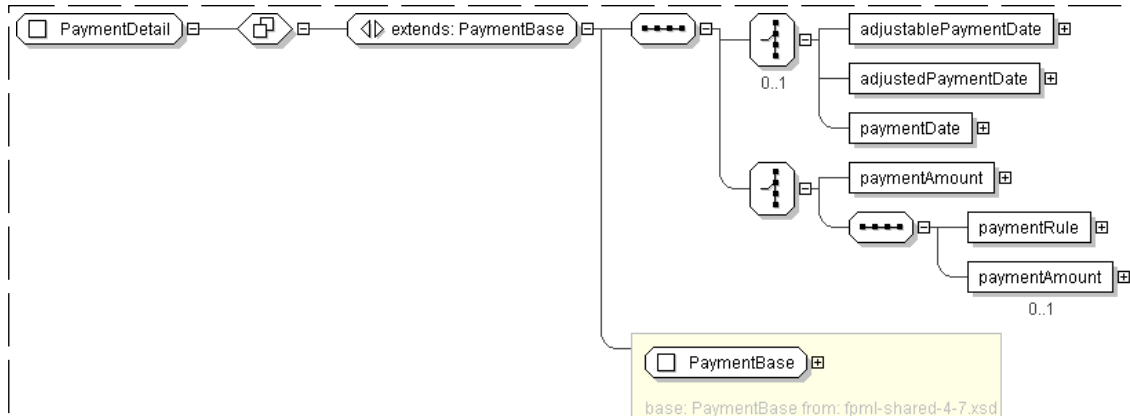 PaymentDetail
extends: PaymentBase
adjustablePaymentDate
0..1
adjustedPaymentDate
paymentDate
paymentAmount
paymentRule
paymentAmount
0..1
PaymentBase
base: PaymentBase from: fpml-shared-4-7.xsd